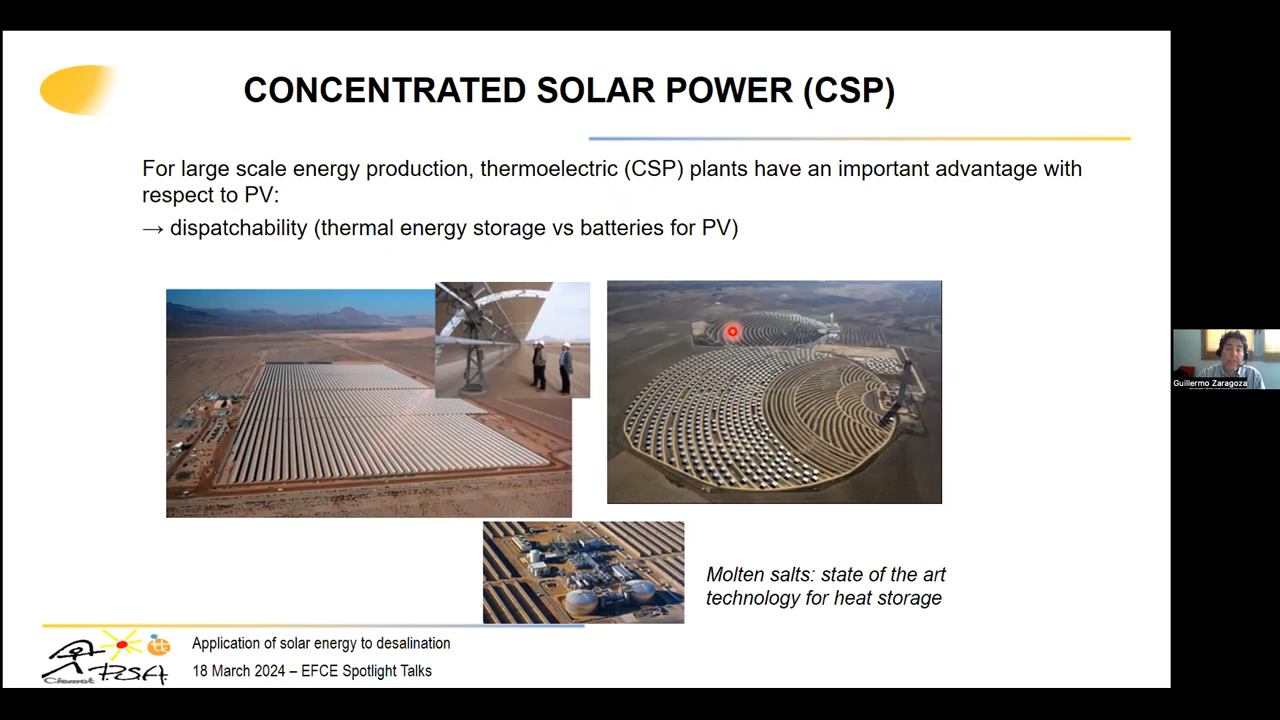 CONCENTRATED SOLAR POWER (CSP)
For large scale energy production, thermoelectric (CSP) plants have an important advantage with
respect to PV:
→ dispatchability (thermal energy storage vs batteries for PV)
Guillermo Zaragoza
Molten salts: state of the art
technology for heat storage
Application of solar energy to desalination
18 March 2024 – EFCE Spotlight Talks
Ciemat
PSA